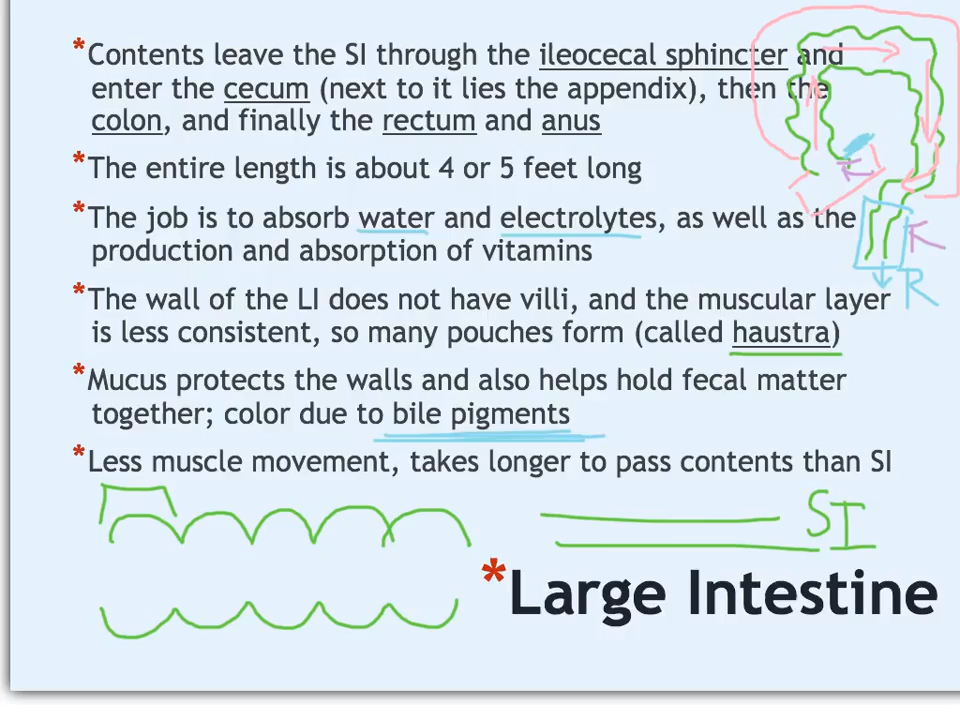 *Contents leave the SI through the ileocecal sphincter and
enter the cecum (next to it lies the appendix), then the
colon, and finally the rectum and anus
*The entire length is about 4 or 5 feet long
*The job is to absorb water and electrolytes, as well as the
production and absorption of vitamins
R
*The wall of the LI does not have villi, and the muscular layer
is less consistent, so many pouches form (called haustra)
*Mucus protects the walls and also helps hold fecal matter
together; color due to bile pigments
*Less muscle movement, takes longer to pass contents than SI
SI
*Large Intestine